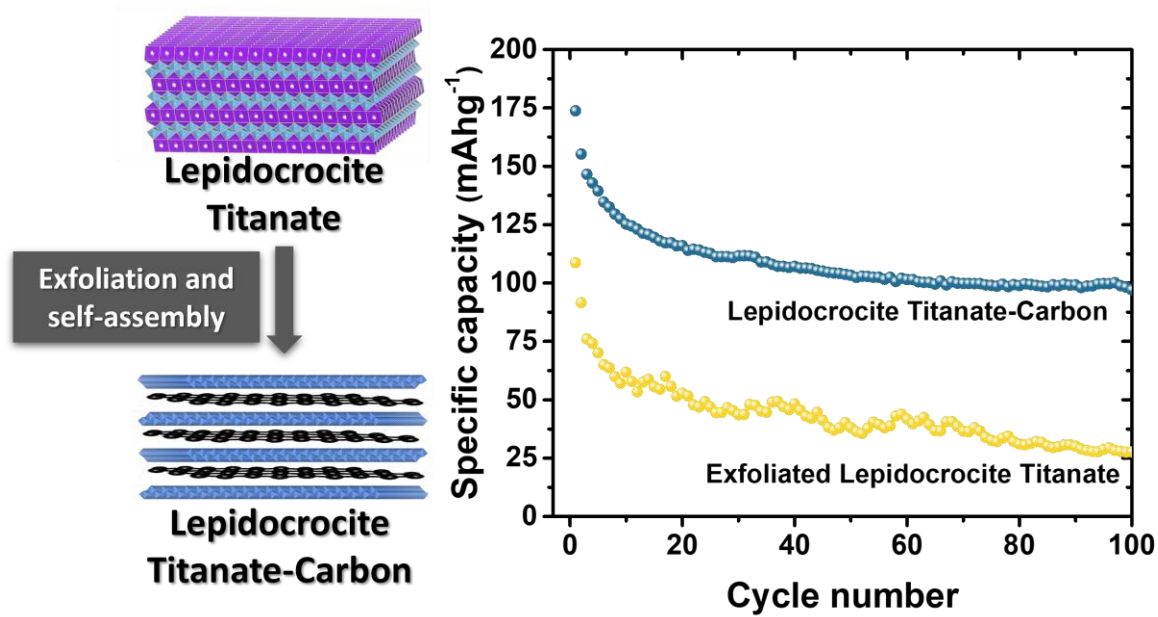 Lepidocrocite
Titanate
Exfoliation and
self-assembly
Lepidocrocite
Titanate-Carbon
Specific capacity (mAhg⁻¹)
200
175
150
125
100
75
50
25
0
Lepidocrocite Titanate-Carbon
Exfoliated Lepidocrocite Titanate
0 20 40 60 80 100
Cycle number